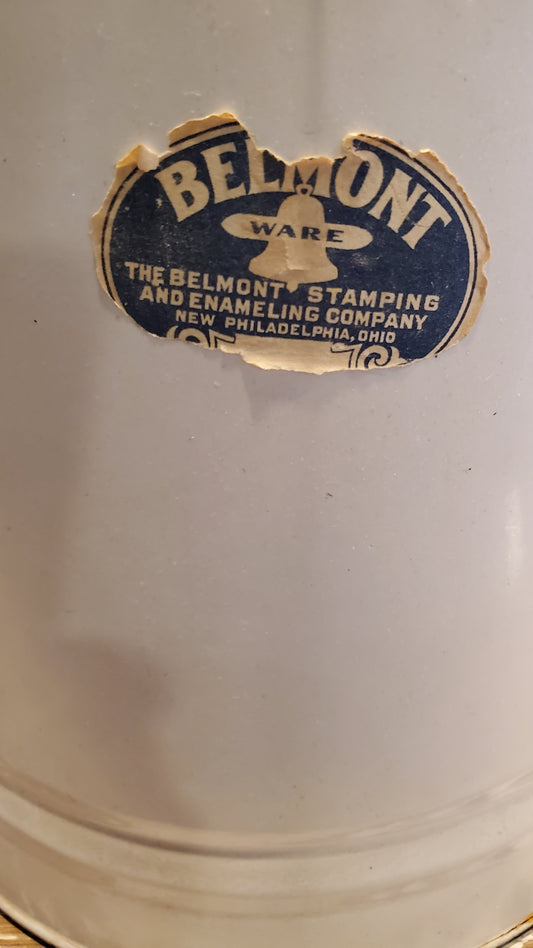 BELMONT
WARE
THE BELMONT STAMPING
AND ENAMELING COMPANY
NEW PHILADELPHIA, OHIO